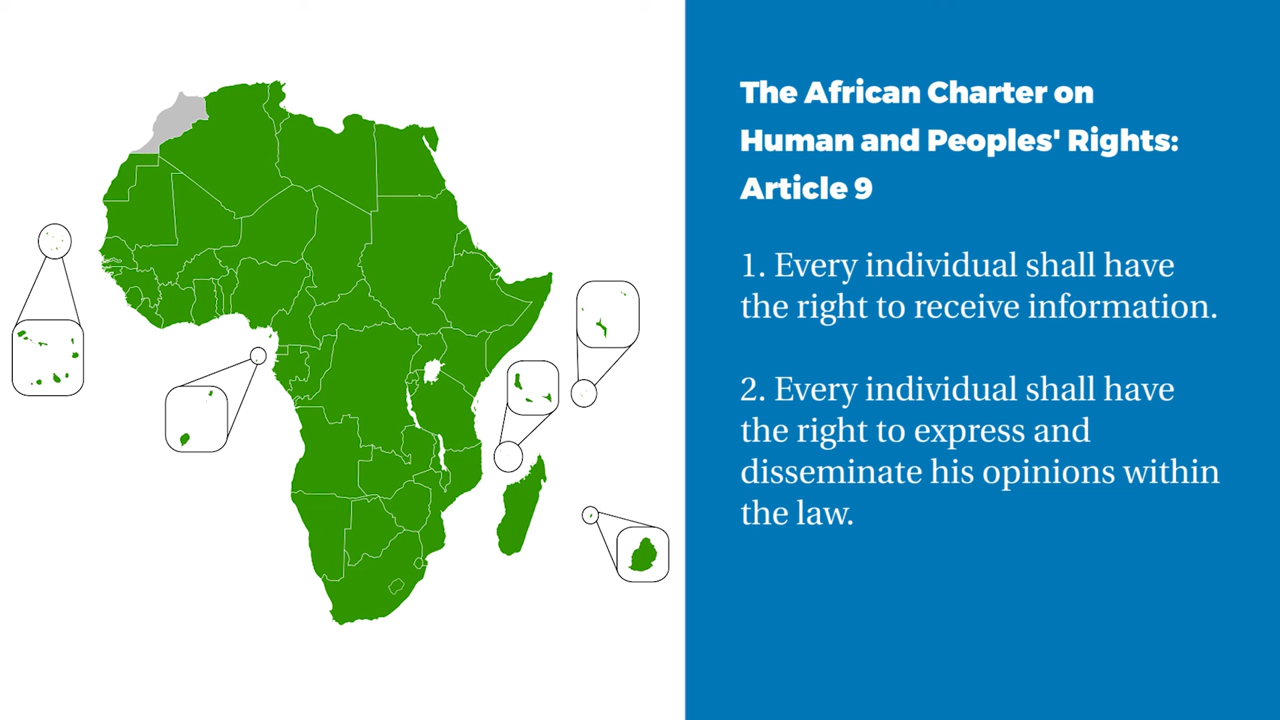 The African Charter on
Human and Peoples' Rights:
Article 9
1. Every individual shall have
the right to receive information.
2. Every individual shall have
the right to express and
disseminate his opinions within
the law.